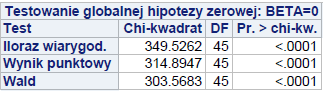 Testowanie globalnej hipotezy zerowej: BETA=0
Test Chi-kwadrat DF Pr. > chi-kw.
Iloraz wiarygod. 349.5262 45 <.0001
Wynik punktowy 314.8947 45 <.0001
Wald 303.5683 45 <.0001